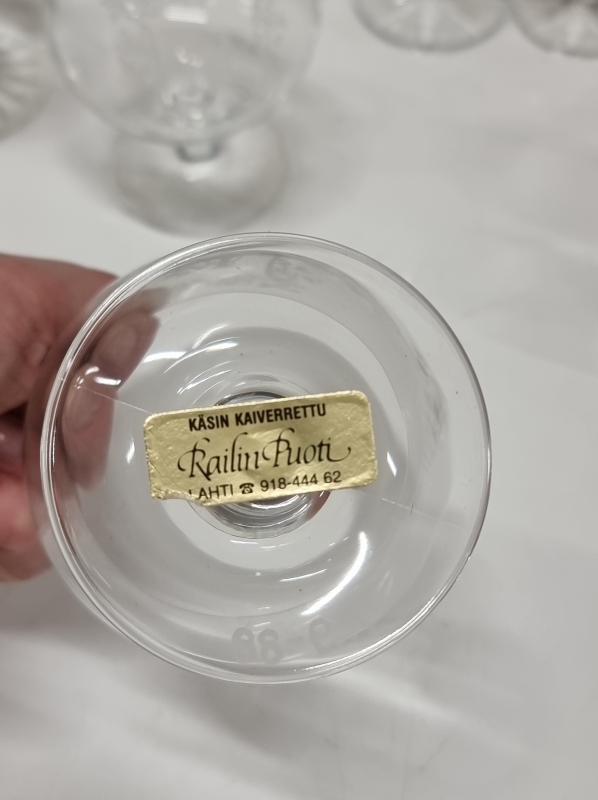 KÄSIN KAIVERRETTU
Railin Puoti
LAHTI ☎ 918-444 62